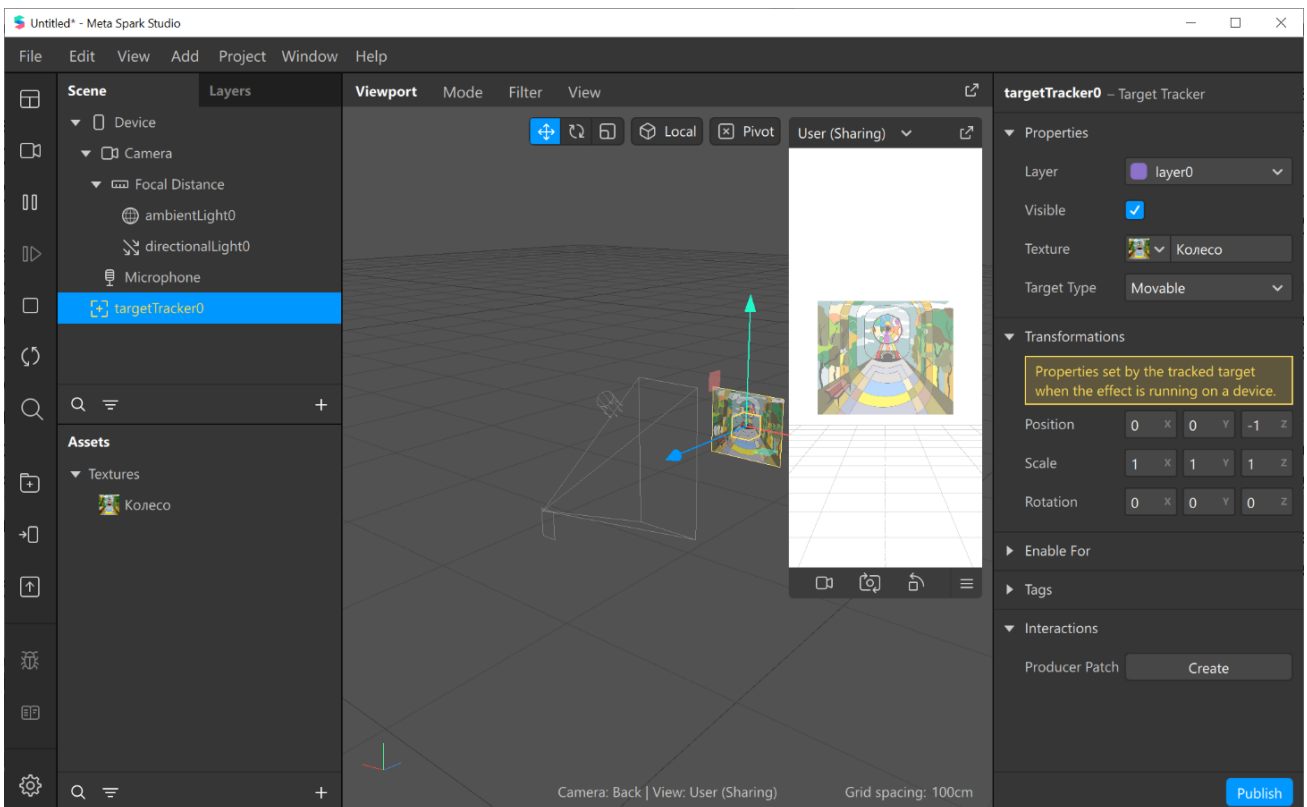 Untitled* - Meta Spark Studio
File Edit View Add Project Window Help
Scene Layers
Device
Camera
Focal Distance
ambientLight0
directionalLight0
Microphone
targetTracker0
Assets
Textures
Колесо
Viewport Mode Filter View
Local Pivot
User (Sharing)
Camera: Back | View: User (Sharing) Grid spacing: 100cm
targetTracker0 – Target Tracker
Properties
Layer layer0
Visible
Texture Колесо
Target Type Movable
Transformations
Properties set by the tracked target
when the effect is running on a device.
Position 0 X 0 Y -1 Z
Scale 1 X 1 Y 1 Z
Rotation 0 X 0 Y 0 Z
Enable For
Tags
Interactions
Producer Patch Create
Publish